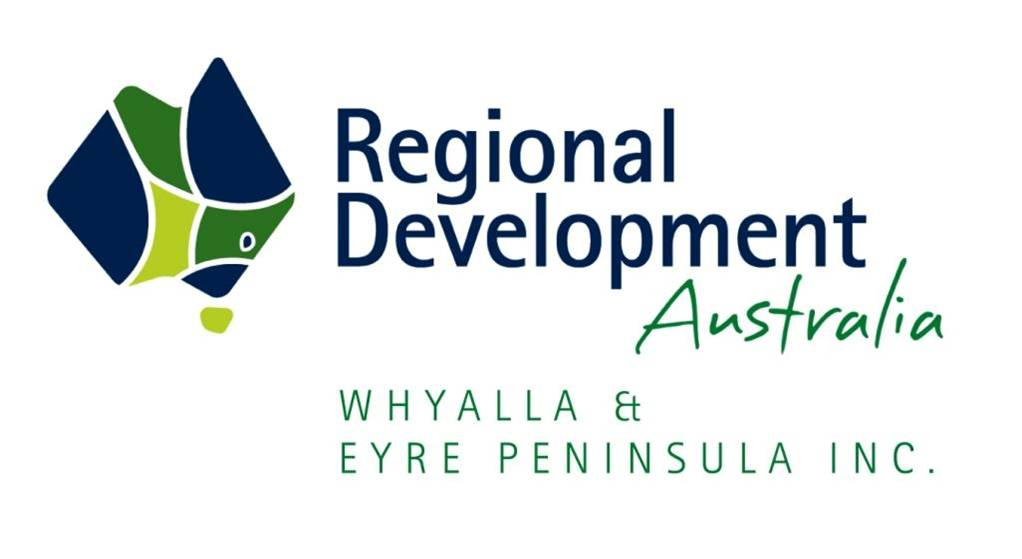 Regional
Development
Australia
WHYALLA &
EYRE PENINSULA INC.